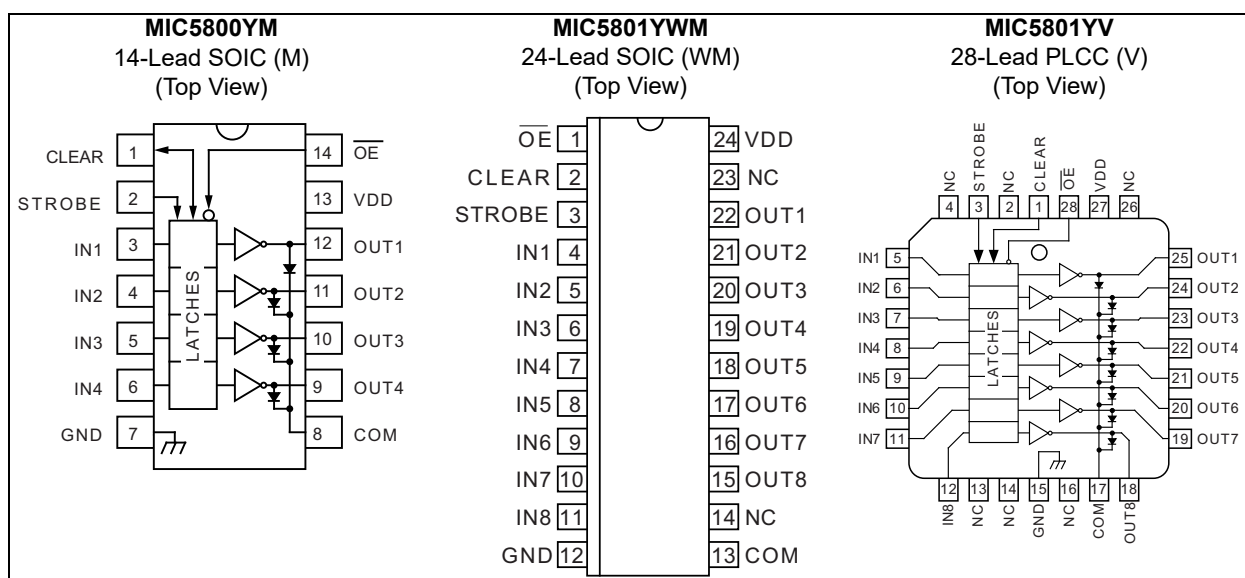 MIC5800YM
14-Lead SOIC (M)
(Top View)
CLEAR 1
14 OE
STROBE 2
13 VDD
IN1 3
12 OUT1
IN2 4
11 OUT2
IN3 5
10 OUT3
IN4 6
9 OUT4
GND 7
8 COM
LATCHES
MIC5801YWM
24-Lead SOIC (WM)
(Top View)
OE 1
24 VDD
CLEAR 2
23 NC
STROBE 3
22 OUT1
IN1 4
21 OUT2
IN2 5
20 OUT3
IN3 6
19 OUT4
IN4 7
18 OUT5
IN5 8
17 OUT6
IN6 9
16 OUT7
IN7 10
15 OUT8
IN8 11
14 NC
GND 12
13 COM
MIC5801YV
28-Lead PLCC (V)
(Top View)
NC 4
STROBE 3
NC 2
CLEAR 1
OE 28
VDD 27
NC 26
IN1 5
25 OUT1
IN2 6
24 OUT2
IN3 7
23 OUT3
IN4 8
22 OUT4
IN5 9
21 OUT5
IN6 10
20 OUT6
IN7 11
19 OUT7
LATCHES
12 IN8
13 NC
14 NC
15 GND
16 NC
17 COM
18 OUT8